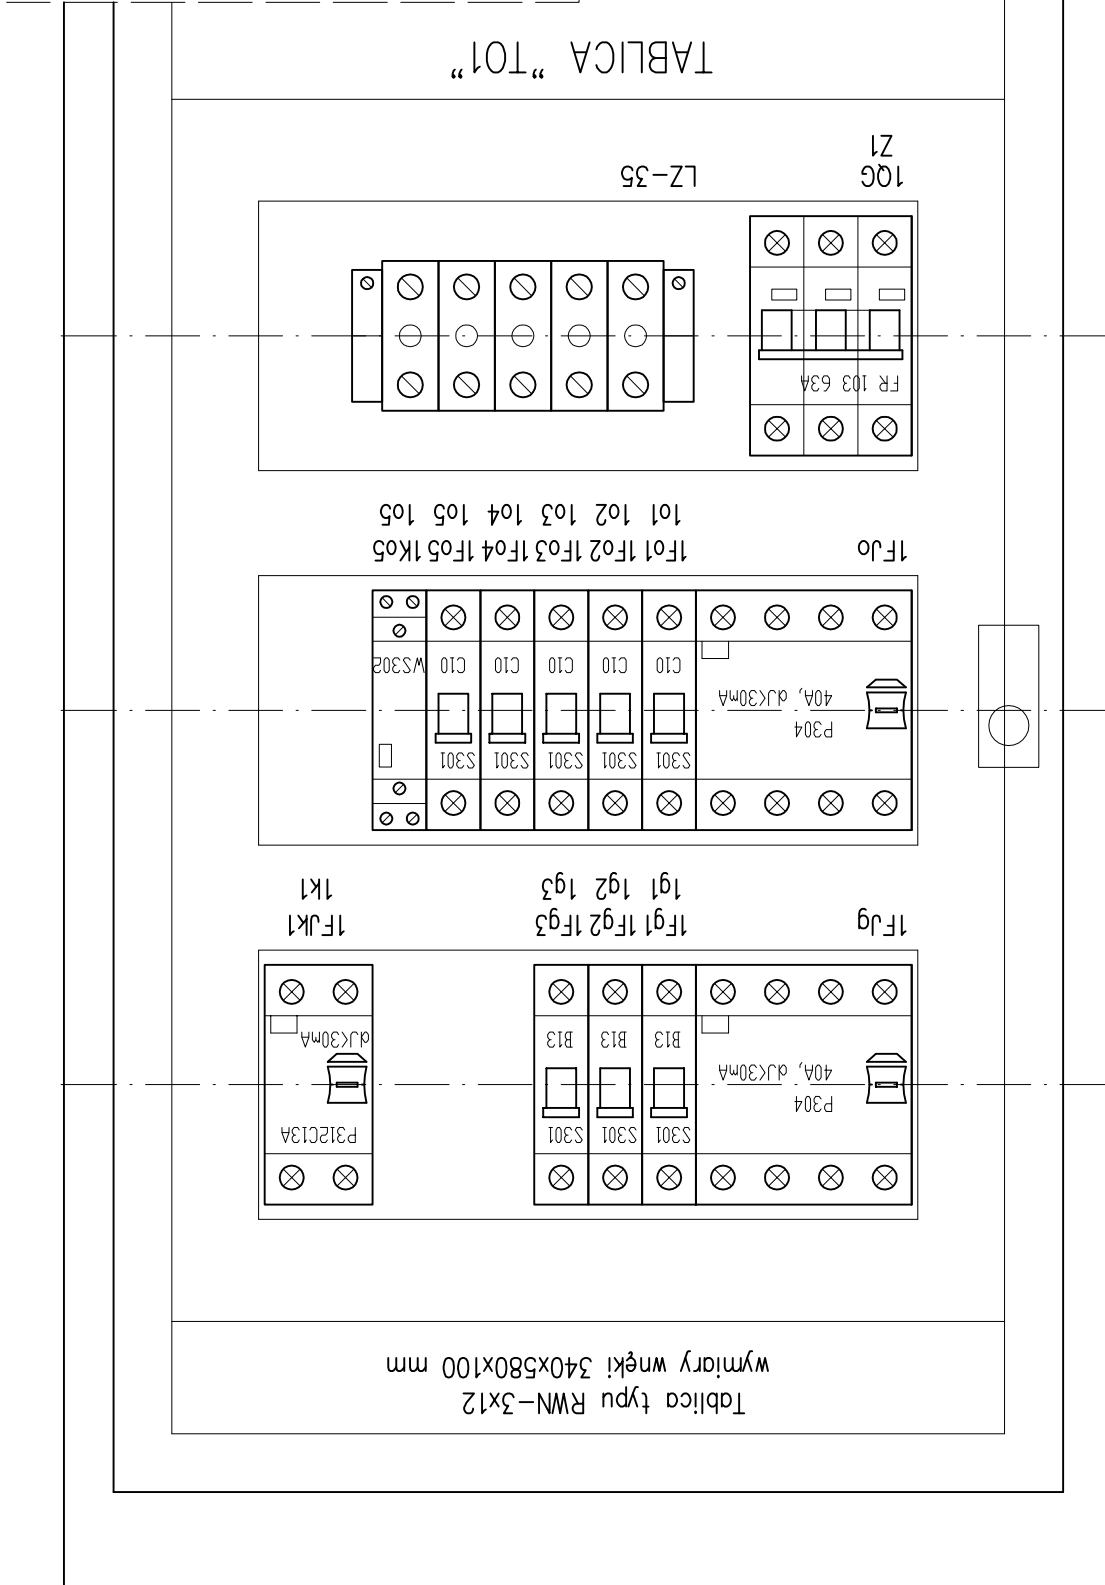 Tablica typu RWN-3x12
wymiary wnęki 340x580x100 mm
S301 S301 S301 P312C13A
P304
40A, dJ<30mA
B13 B13 B13 dJ<30mA
1FJg 1Fg1 1Fg2 1Fg3 1FJk1
1g1 1g2 1g3 1k1
S301 S301 S301 S301 S301
P304
40A, dJ<30mA
C10 C10 C10 C10 C10 WS302
1FJo 1Fo1 1Fo2 1Fo3 1Fo4 1Fo5 1Ko5
1o1 1o2 1o3 1o4 1o5 1o5
FR 103 63A
1QG LZ-35
Z1
TABLICA "T01"